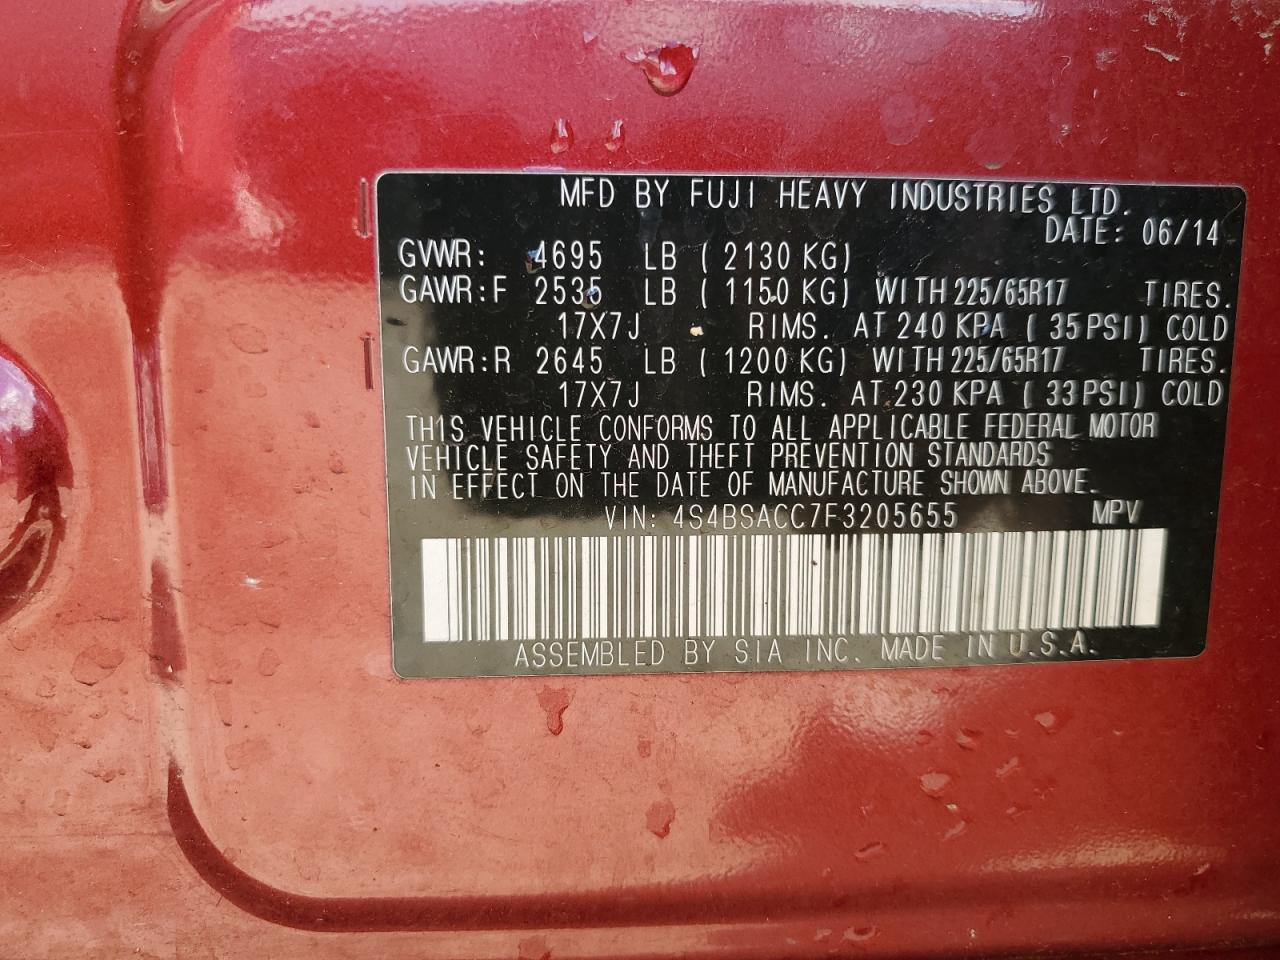 MFD BY FUJI HEAVY INDUSTRIES LTD.
DATE: 06/14
GVWR: 4695 LB ( 2130 KG)
GAWR:F 2535 LB ( 1150 KG) WITH 225/65R17 TIRES.
17X7J RIMS. AT 240 KPA ( 35 PSI) COLD
GAWR:R 2645 LB ( 1200 KG) WITH 225/65R17 TIRES.
17X7J RIMS. AT 230 KPA ( 33 PSI) COLD
THIS VEHICLE CONFORMS TO ALL APPLICABLE FEDERAL MOTOR
VEHICLE SAFETY AND THEFT PREVENTION STANDARDS
IN EFFECT ON THE DATE OF MANUFACTURE SHOWN ABOVE.
VIN: 4S4BSACC7F3205655 MPV
ASSEMBLED BY SIA INC. MADE IN U.S.A.